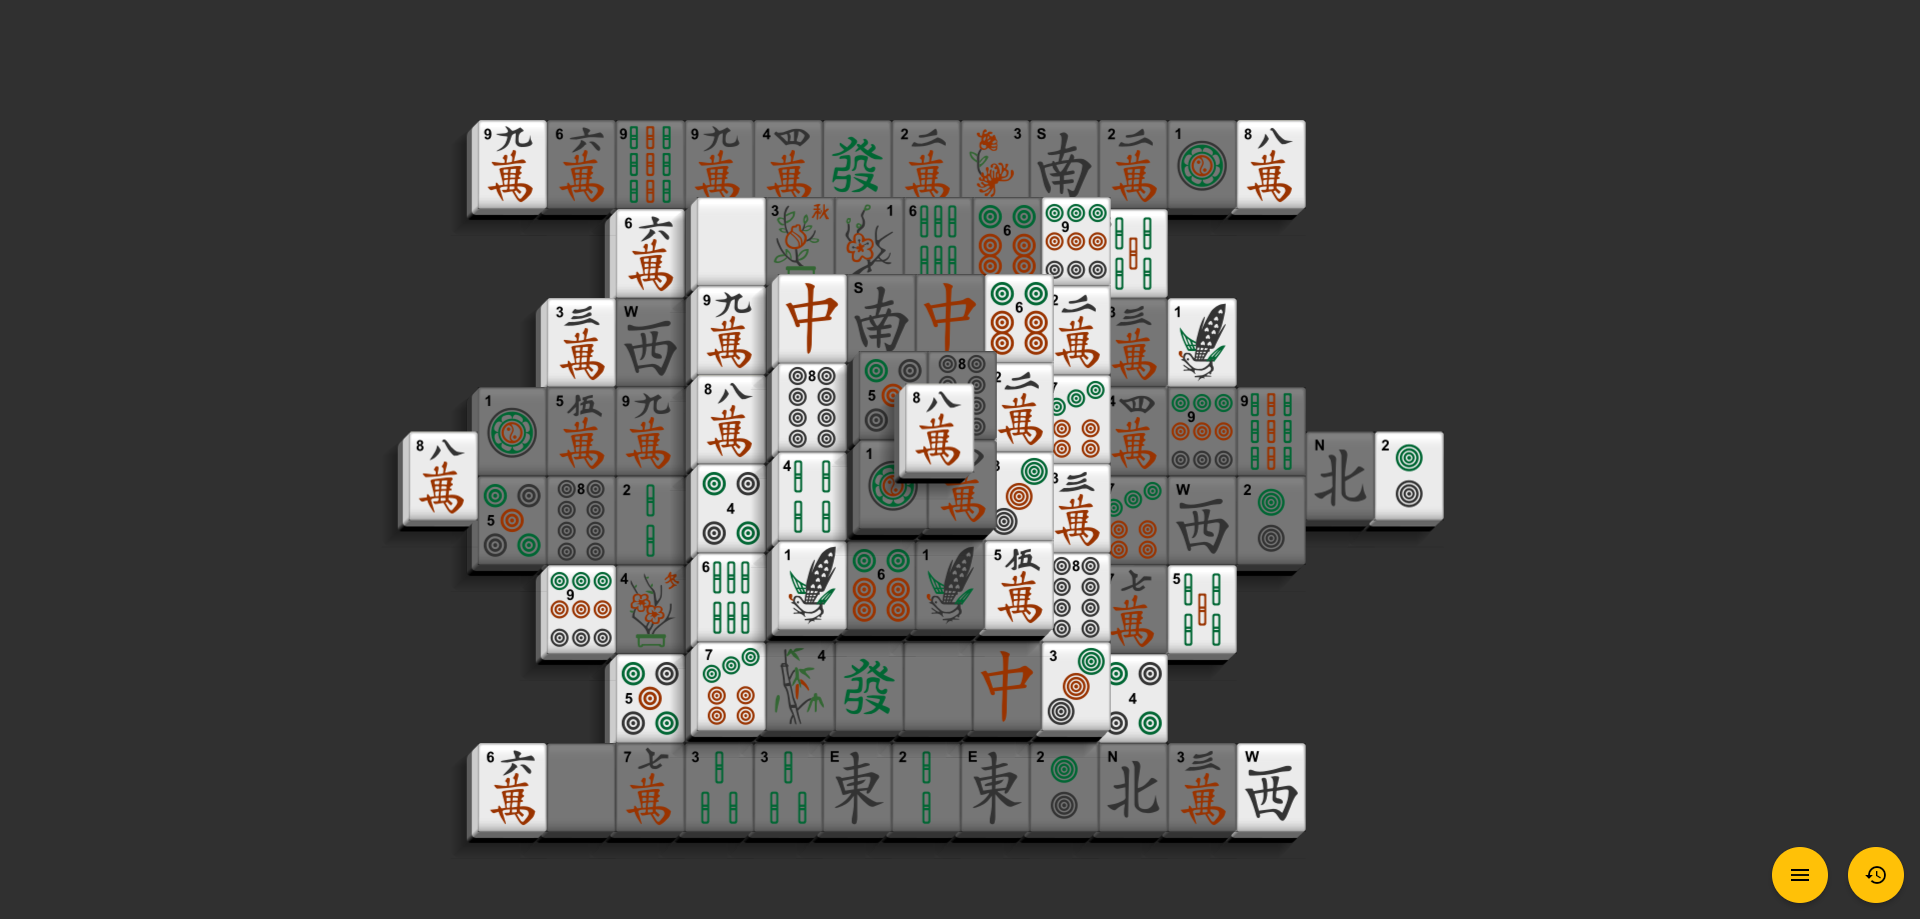 9 九萬 6 六萬 9 9 九萬 4 四萬 發 2 二萬 3 S 南 2 二萬 1 8 八萬
6 六萬 3 秋 1 6 6 9
3 三萬 W 西 9 九萬 中 S 南 中 6 2 二萬 3 三萬 1
1 5 伍萬 9 九萬 8 八萬 8 5 8 2 二萬 7 4 四萬 9 9
8 八萬 8 八萬 N 北 2
5 8 2 4 4 1 萬 3 3 三萬 7 W 西 2
9 4 冬 6 1 6 1 5 伍萬 8 7 七萬 5
5 7 4 發 中 3 4
6 六萬 7 七萬 3 3 E 東 2 E 東 2 N 北 3 三萬 W 西